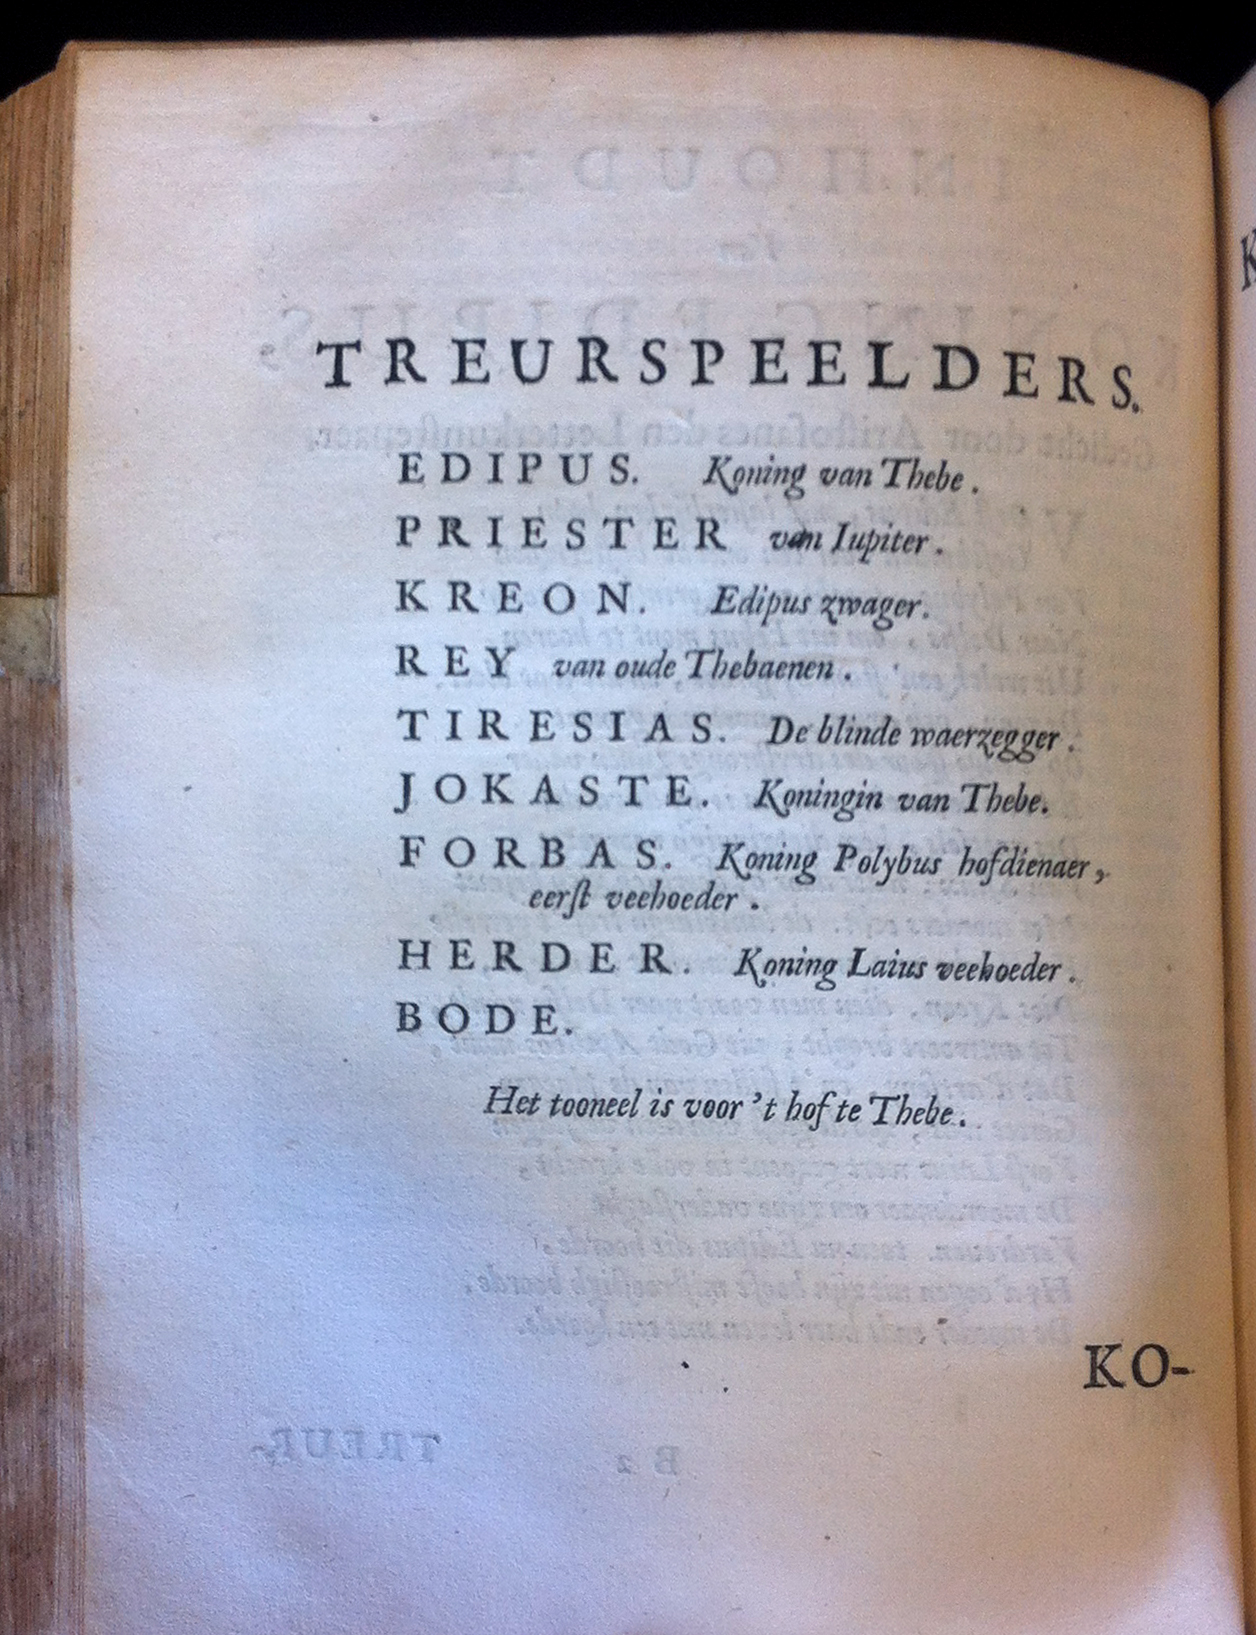 TREURSPEELDERS.
EDIPUS. Koning van Thebe.
PRIESTER van Iupiter.
KREON. Edipus zwager.
REY van oude Thebaenen.
TIRESIAS. De blinde waerzegger.
JOKASTE. Koningin van Thebe.
FORBAS. Koning Polybus hofdienaer,
eerſt veehoeder.
HERDER. Koning Laius veehoeder.
BODE.
Het tooneel is voor 't hof te Thebe.
KO-